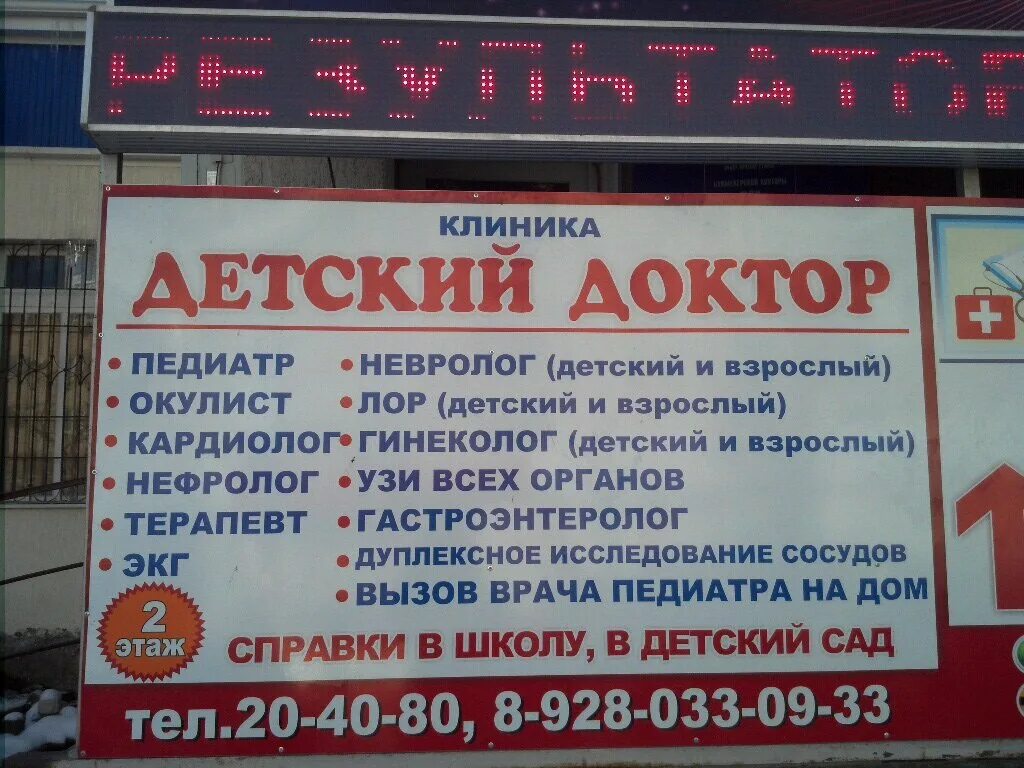 РЕЗУЛЬТАТОВ
КЛИНИКА
ДЕТСКИЙ ДОКТОР
• ПЕДИАТР
• ОКУЛИСТ
• КАРДИОЛОГ
• НЕФРОЛОГ
• ТЕРАПЕВТ
• ЭКГ
• НЕВРОЛОГ (детский и взрослый)
• ЛОР (детский и взрослый)
• ГИНЕКОЛОГ (детский и взрослый)
• УЗИ ВСЕХ ОРГАНОВ
• ГАСТРОЭНТЕРОЛОГ
• ДУПЛЕКСНОЕ ИССЛЕДОВАНИЕ СОСУДОВ
• ВЫЗОВ ВРАЧА ПЕДИАТРА НА ДОМ
2
этаж
СПРАВКИ В ШКОЛУ, В ДЕТСКИЙ САД
тел.20-40-80, 8-928-033-09-33